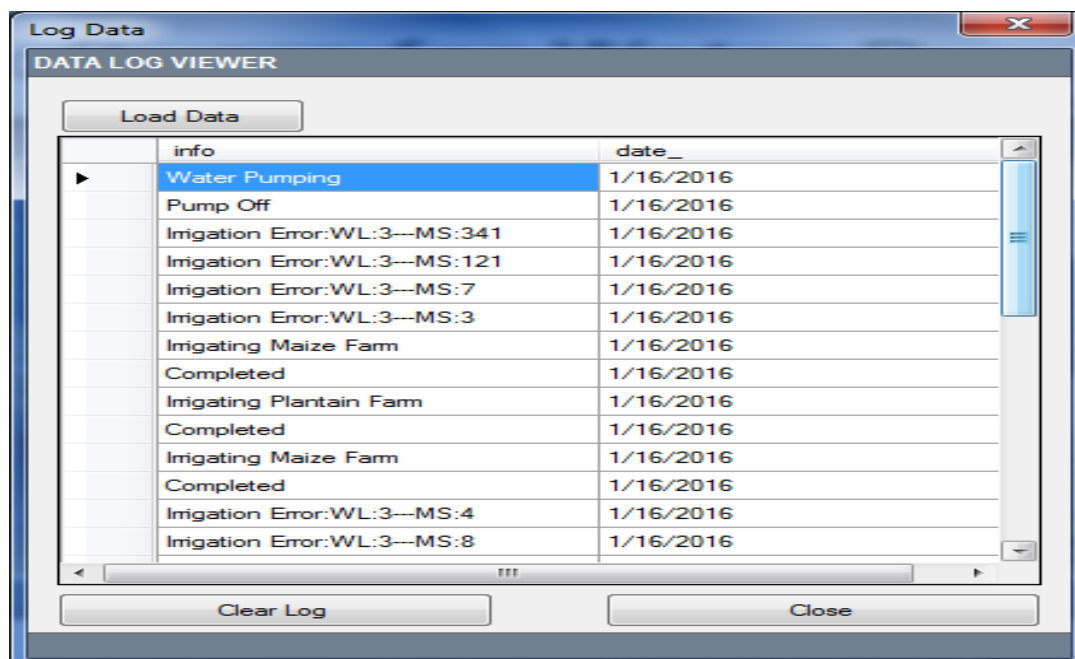 Log Data
DATA LOG VIEWER
Load Data
info date_
Water Pumping 1/16/2016
Pump Off 1/16/2016
Irrigation Error:WL:3---MS:341 1/16/2016
Irrigation Error:WL:3---MS:121 1/16/2016
Irrigation Error:WL:3---MS:7 1/16/2016
Irrigation Error:WL:3---MS:3 1/16/2016
Irrigating Maize Farm 1/16/2016
Completed 1/16/2016
Irrigating Plantain Farm 1/16/2016
Completed 1/16/2016
Irrigating Maize Farm 1/16/2016
Completed 1/16/2016
Irrigation Error:WL:3---MS:4 1/16/2016
Irrigation Error:WL:3---MS:8 1/16/2016
Clear Log Close